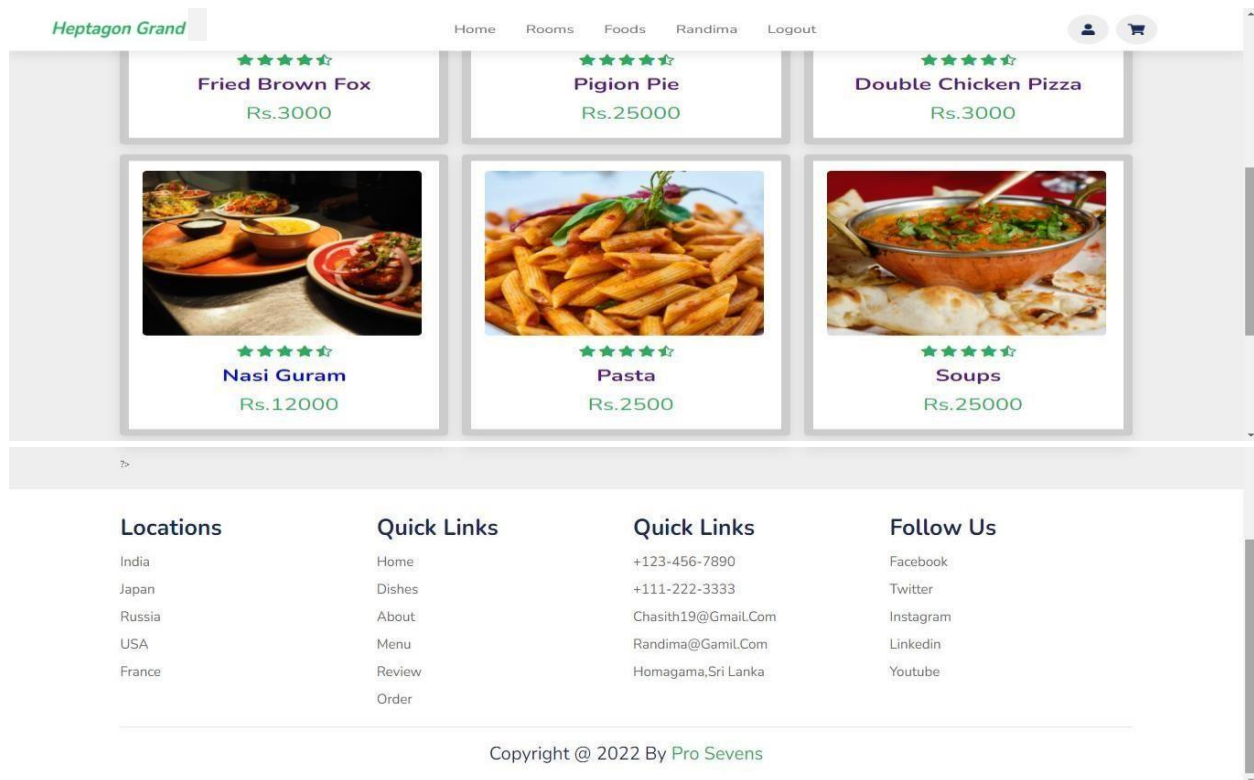 Heptagon Grand Home Rooms Foods Randima Logout
Fried Brown Fox
Rs.3000
Pigion Pie
Rs.25000
Double Chicken Pizza
Rs.3000
Nasi Guram
Rs.12000
Pasta
Rs.2500
Soups
Rs.25000
?>
Locations
India
Japan
Russia
USA
France
Quick Links
Home
Dishes
About
Menu
Review
Order
Quick Links
+123-456-7890
+111-222-3333
Chasith19@Gmail.Com
Randima@Gamil.Com
Homagama,Sri Lanka
Follow Us
Facebook
Twitter
Instagram
Linkedin
Youtube
Copyright @ 2022 By Pro Sevens